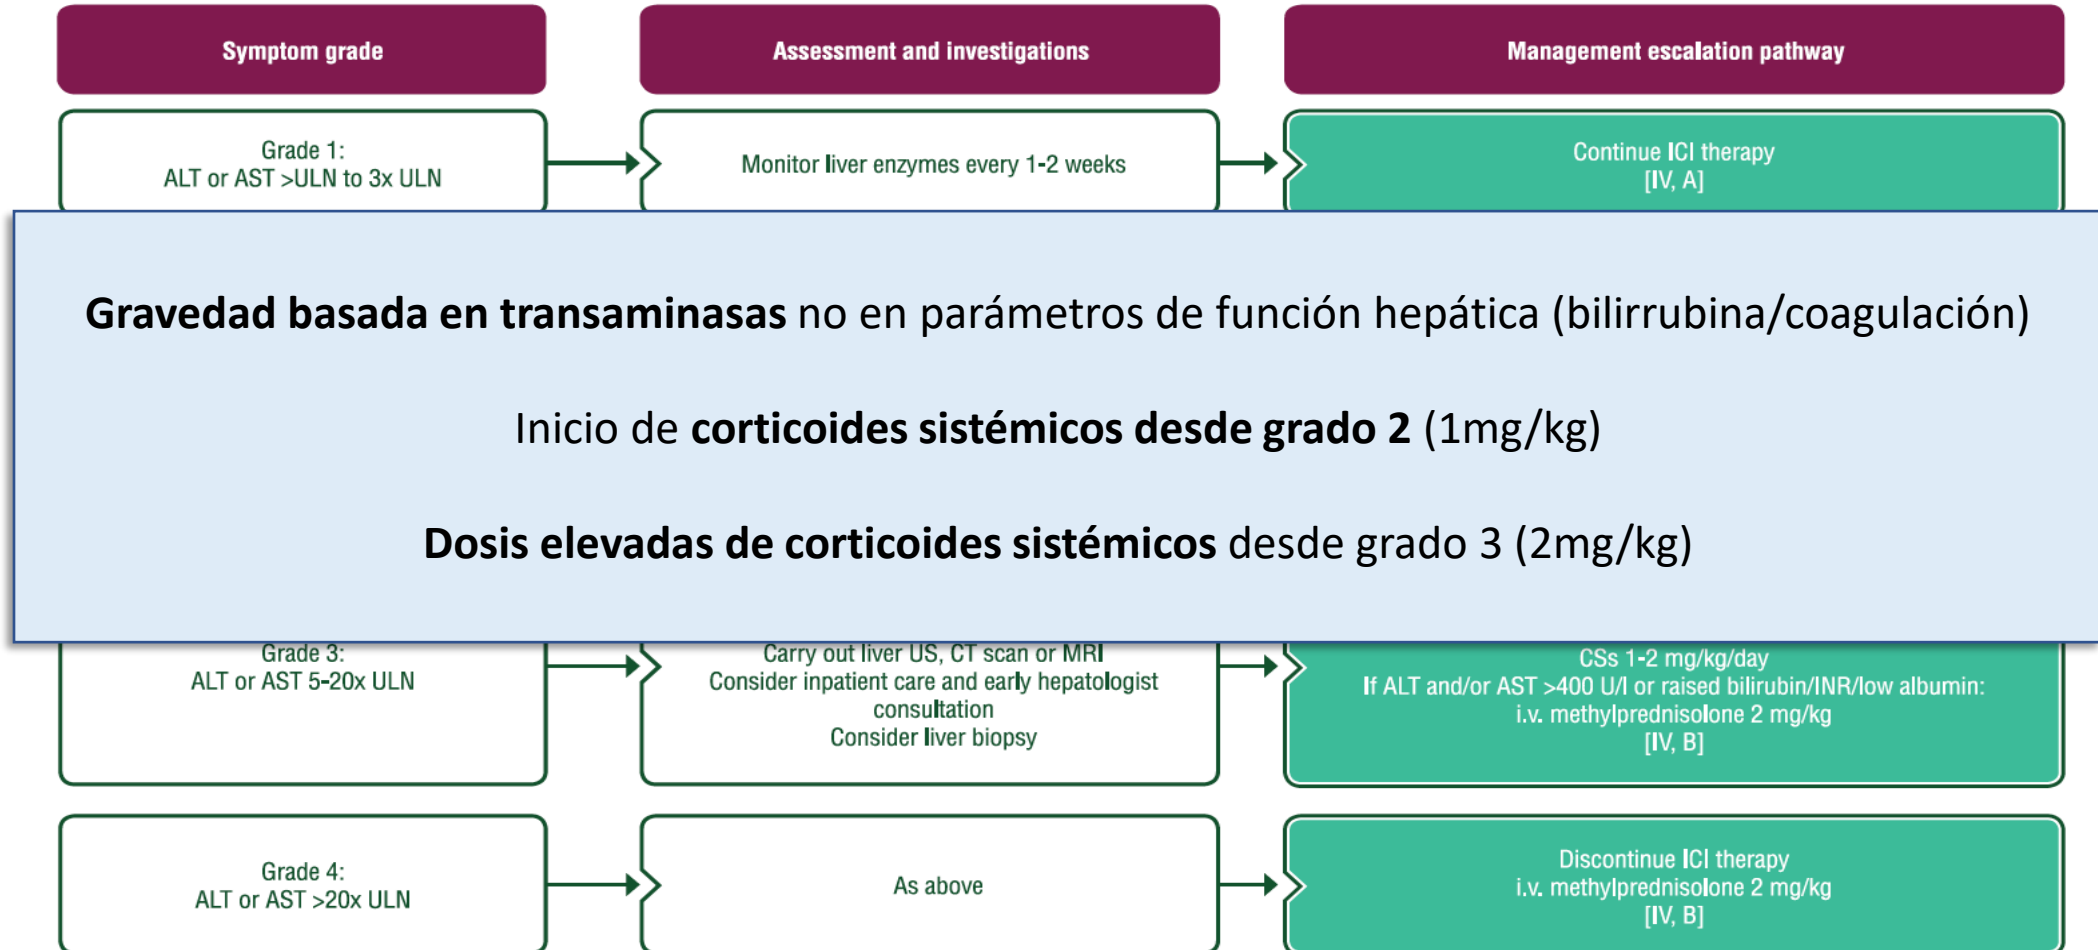 Symptom grade
Assessment and investigations
Management escalation pathway
Grade 1:
ALT or AST >ULN to 3x ULN
Monitor liver enzymes every 1-2 weeks
Continue ICI therapy
[IV, A]
Gravedad basada en transaminasas no en parámetros de función hepática (bilirrubina/coagulación)
Inicio de corticoides sistémicos desde grado 2 (1mg/kg)
Dosis elevadas de corticoides sistémicos desde grado 3 (2mg/kg)
Grade 3:
ALT or AST 5-20x ULN
Carry out liver US, CT scan or MRI
Consider inpatient care and early hepatologist
consultation
Consider liver biopsy
CSs 1-2 mg/kg/day
If ALT and/or AST >400 U/l or raised bilirubin/INR/low albumin:
i.v. methylprednisolone 2 mg/kg
[IV, B]
Grade 4:
ALT or AST >20x ULN
As above
Discontinue ICI therapy
i.v. methylprednisolone 2 mg/kg
[IV, B]